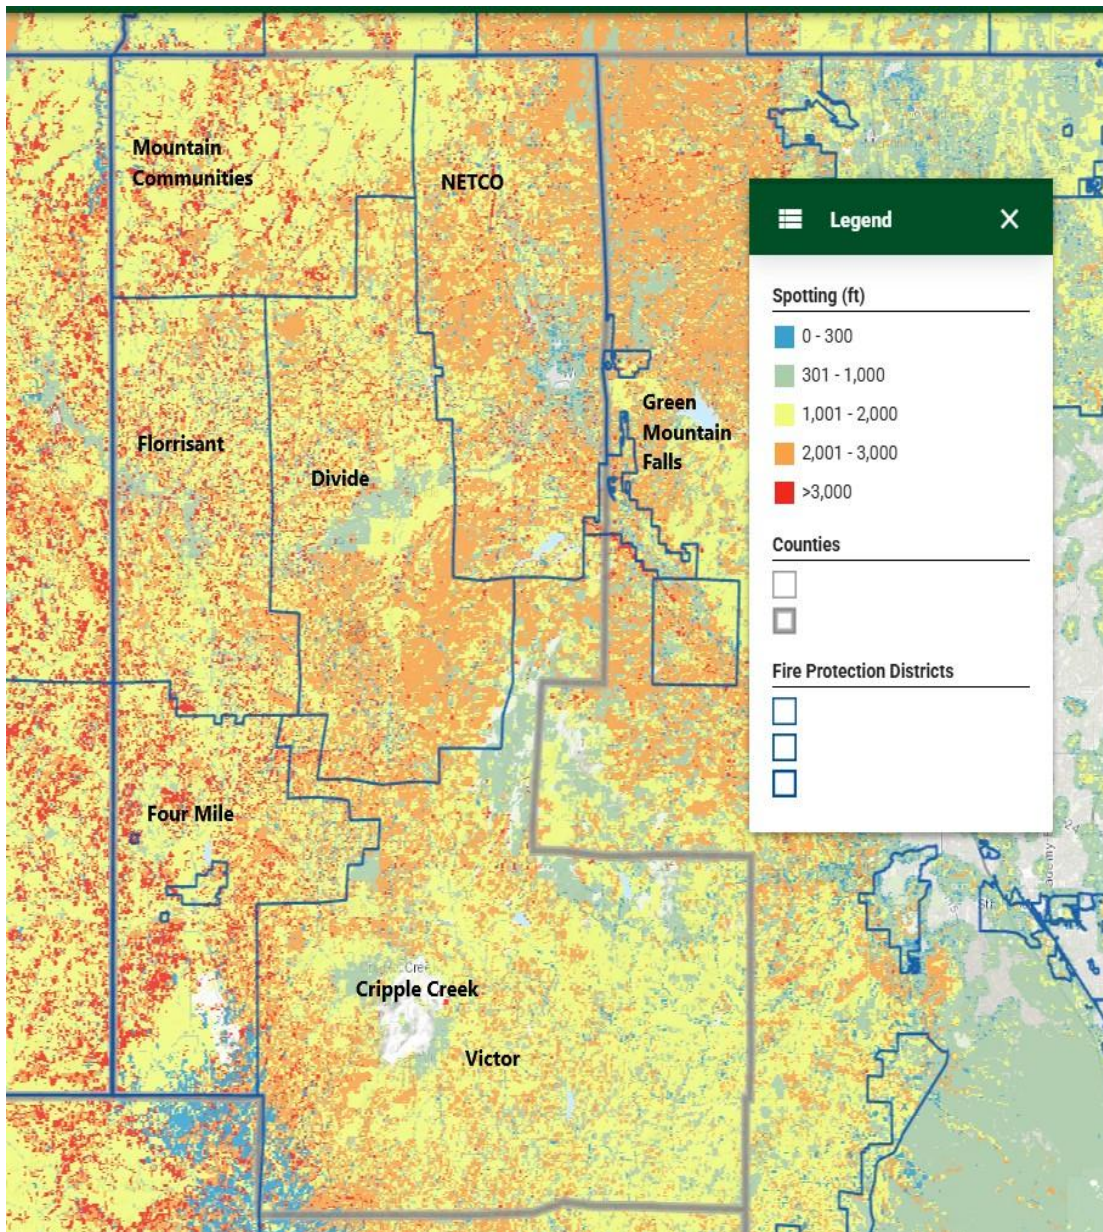 Mountain
Communities
NETCO
Legend
Spotting (ft)
0 - 300
301 - 1,000
1,001 - 2,000
2,001 - 3,000
>3,000
Counties
Fire Protection Districts
Green
Mountain
Falls
Florrisant
Divide
Four Mile
Cripple Creek
Victor